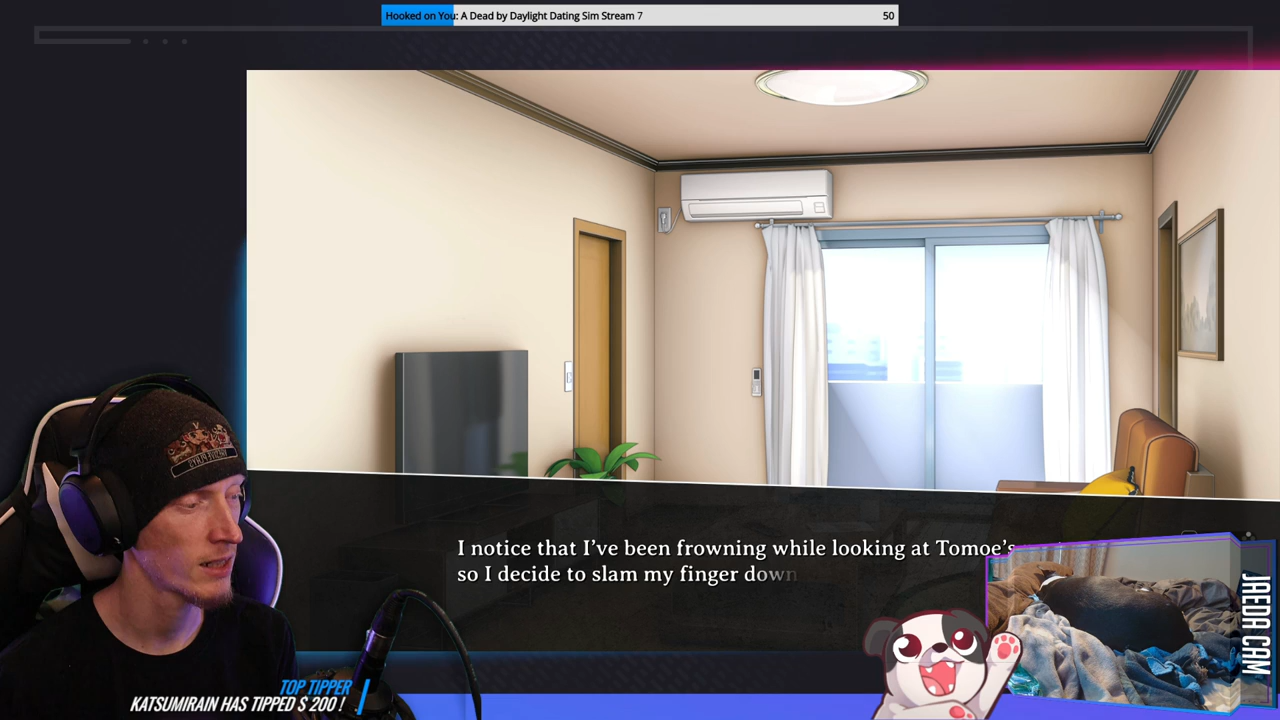 Hooked on You: A Dead by Daylight Dating Sim Stream 7
50
I notice that I've been frowning while looking at Tomoe's
so I decide to slam my finger down
JAEDA CAM
TOP TIPPER
KATSUMIRAIN HAS TIPPED $ 200 !